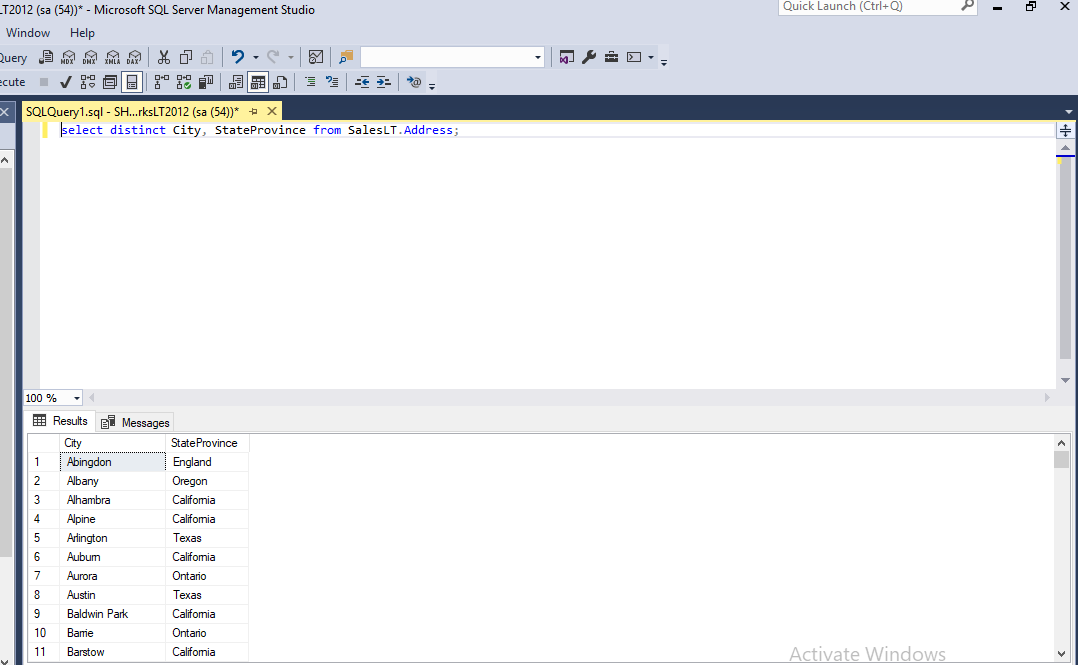 LT2012 (sa (54))* - Microsoft SQL Server Management Studio
Quick Launch (Ctrl+Q)
Window Help
Query MDX DMX XMLA DAX
ecute
SQLQuery1.sql - SH...rksLT2012 (sa (54))*
select distinct City, StateProvince from SalesLT.Address;
100 %
Results Messages
City StateProvince
1 Abingdon England
2 Albany Oregon
3 Alhambra California
4 Alpine California
5 Arlington Texas
6 Auburn California
7 Aurora Ontario
8 Austin Texas
9 Baldwin Park California
10 Barrie Ontario
11 Barstow California
Activate Windows